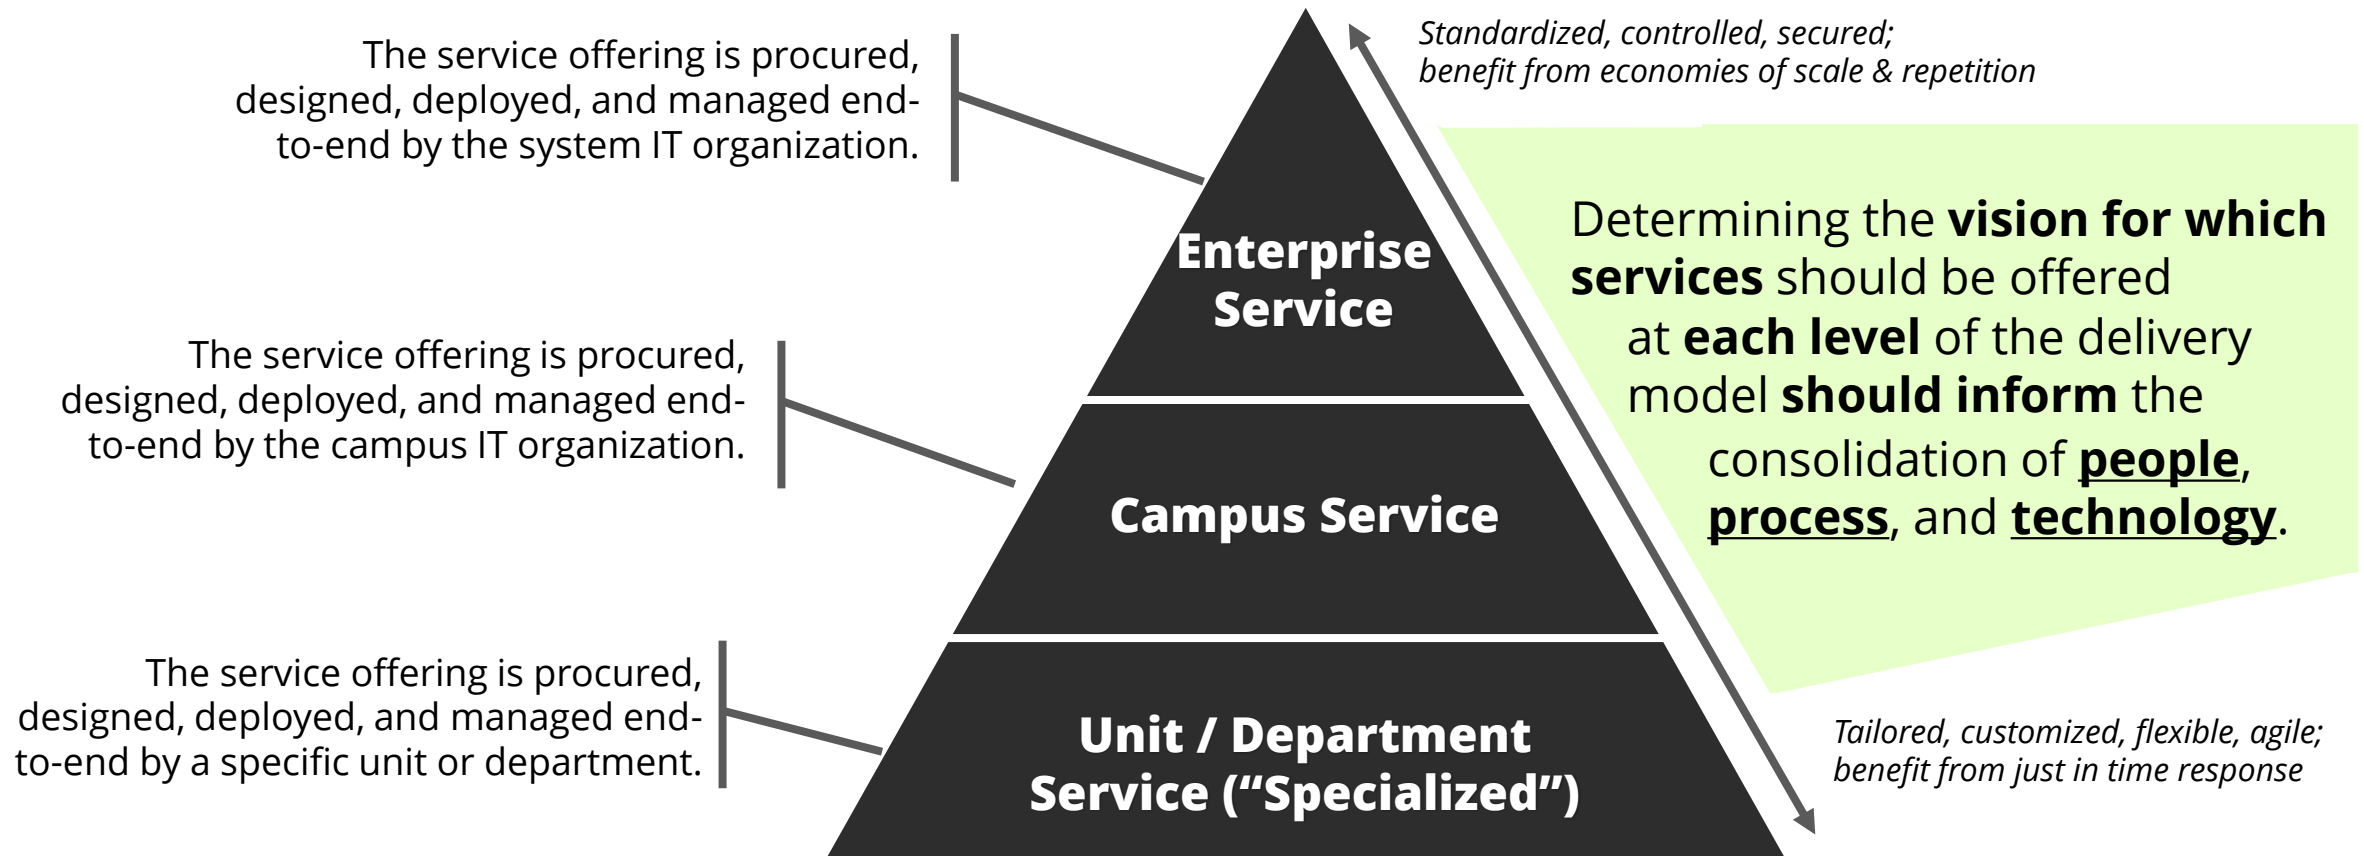 The service offering is procured,
designed, deployed, and managed end-
to-end by the system IT organization.
Standardized, controlled, secured;
benefit from economies of scale & repetition
Enterprise
Service
Determining the vision for which
services should be offered
at each level of the delivery
model should inform the
consolidation of people,
process, and technology.
The service offering is procured,
designed, deployed, and managed end-
to-end by the campus IT organization.
Campus Service
The service offering is procured,
designed, deployed, and managed end-
to-end by a specific unit or department.
Unit / Department
Service (“Specialized”)
Tailored, customized, flexible, agile;
benefit from just in time response